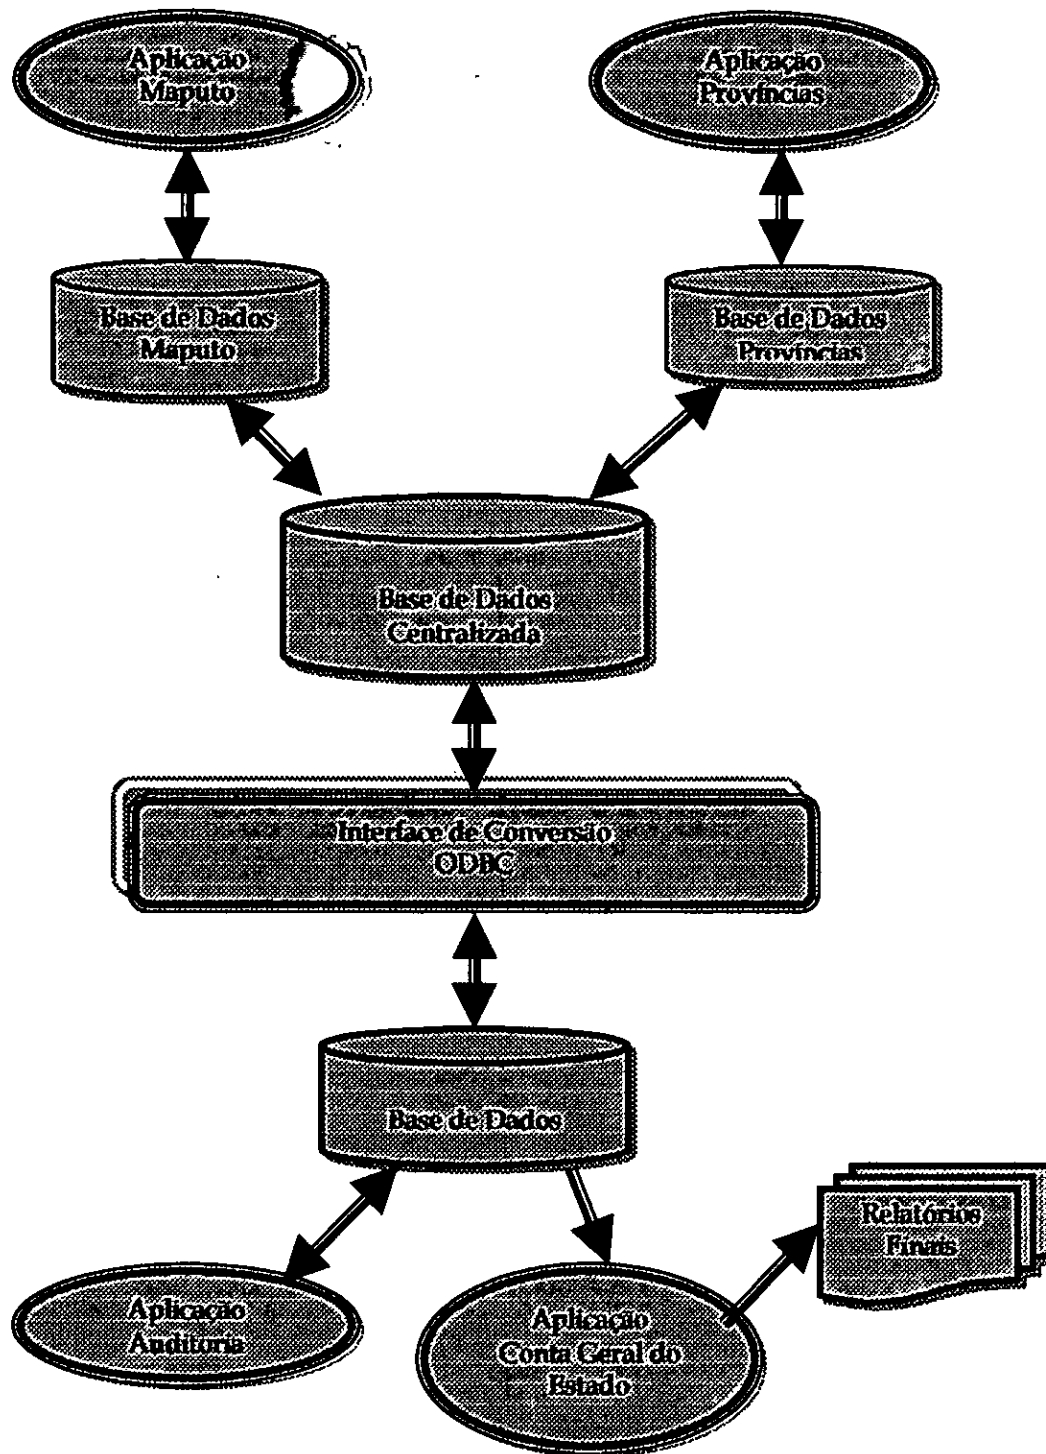 Aplicação
Maputo
Aplicação
Províncias
Base de Dados
Maputo
Base de Dados
Províncias
Base de Dados
Centralizada
Interface de Conversão
ODBC
Base de Dados
Relatórios
Finais
Aplicação
Auditoria
Aplicação
Conta Geral do
Estado